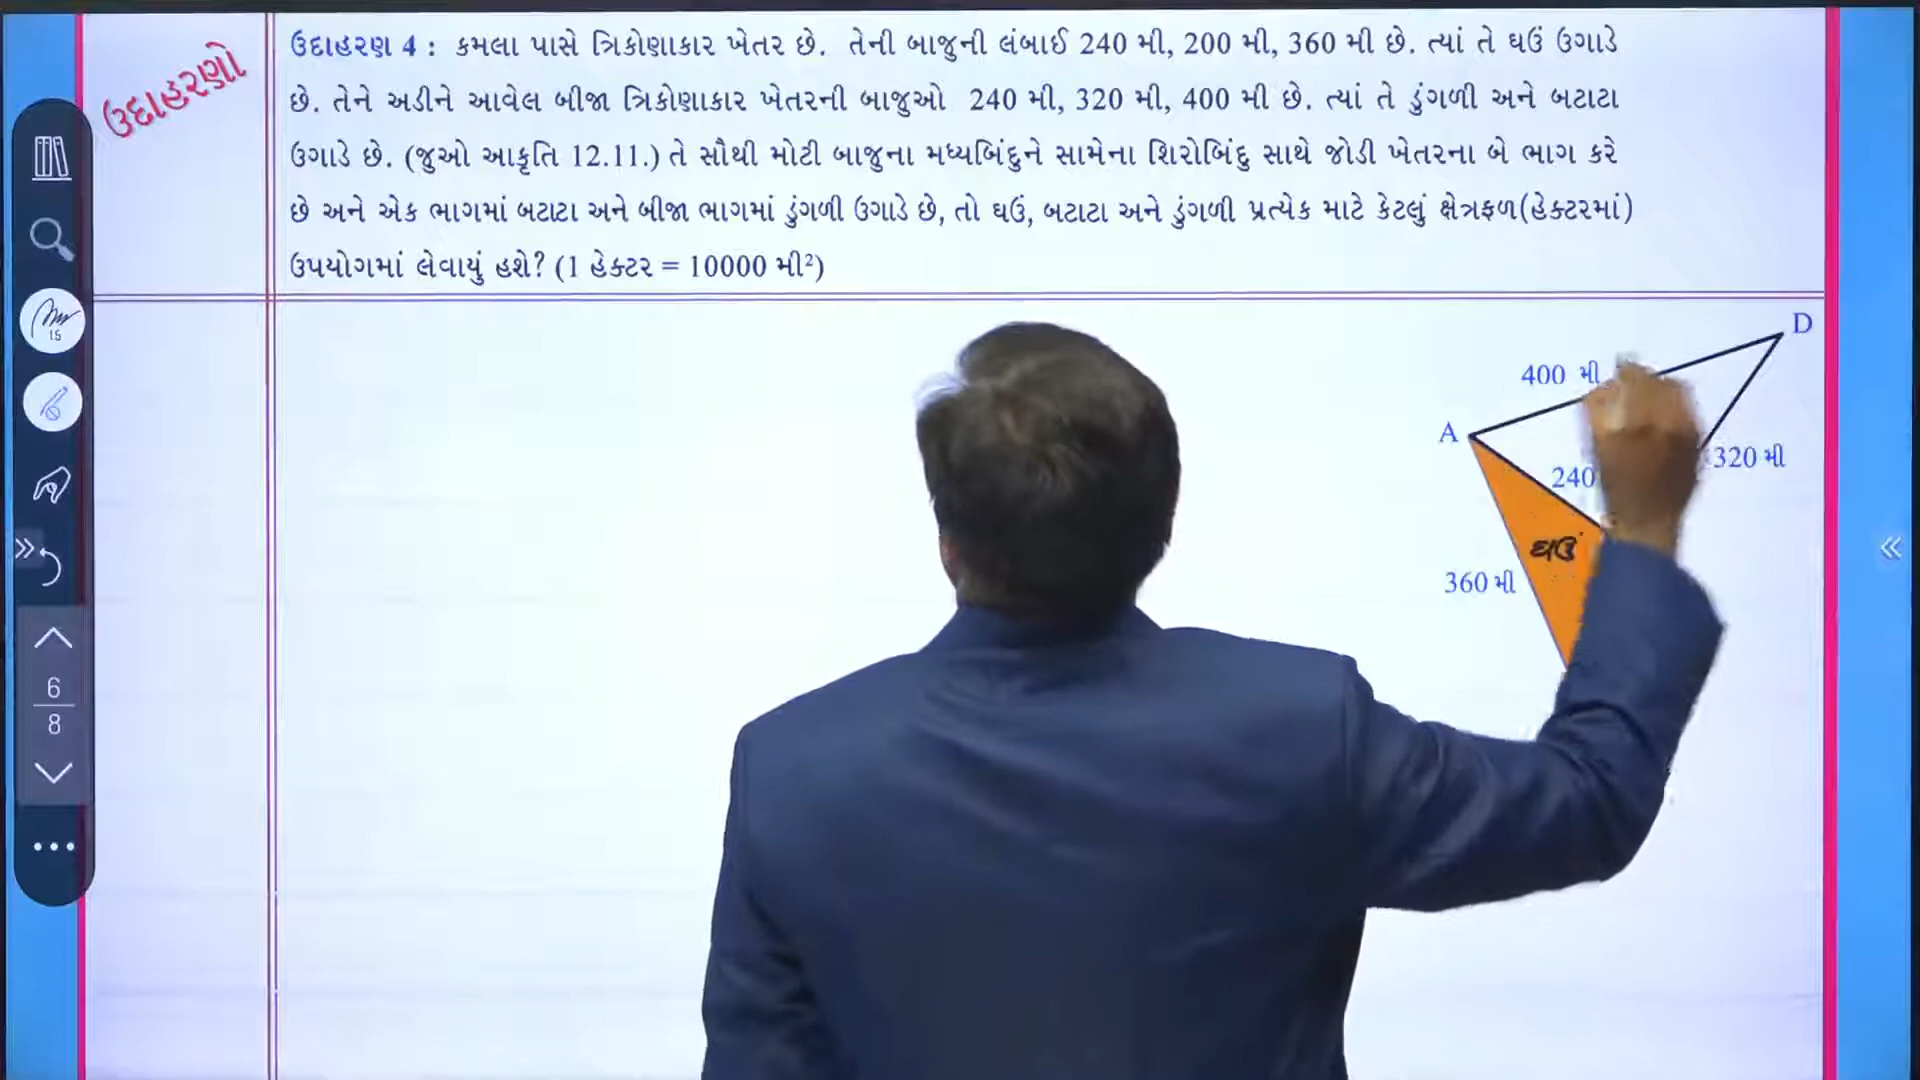 ઉદાહરણો
ઉદાહરણ 4 : કમલા પાસે ત્રિકોણાકાર ખેતર છે. તેની બાજુની લંબાઈ 240 મી, 200 મી, 360 મી છે. ત્યાં તે ઘઉં ઉગાડે
છે. તેને અડીને આવેલ બીજા ત્રિકોણાકાર ખેતરની બાજુઓ 240 મી, 320 મી, 400 મી છે. ત્યાં તે ડુંગળી અને બટાટા
ઉગાડે છે. (જુઓ આકૃતિ 12.11.) તે સૌથી મોટી બાજુના મધ્યબિંદુને સામેના શિરોબિંદુ સાથે જોડી ખેતરના બે ભાગ કરે
છે અને એક ભાગમાં બટાટા અને બીજા ભાગમાં ડુંગળી ઉગાડે છે, તો ઘઉં, બટાટા અને ડુંગળી પ્રત્યેક માટે કેટલું ક્ષેત્રફળ(હેક્ટરમાં)
ઉપયોગમાં લેવાયું હશે? (1 હેક્ટર = 10000 મી²)
D
400 મી
A
320 મી
240
ઘઉં
360 મી
15
6
8